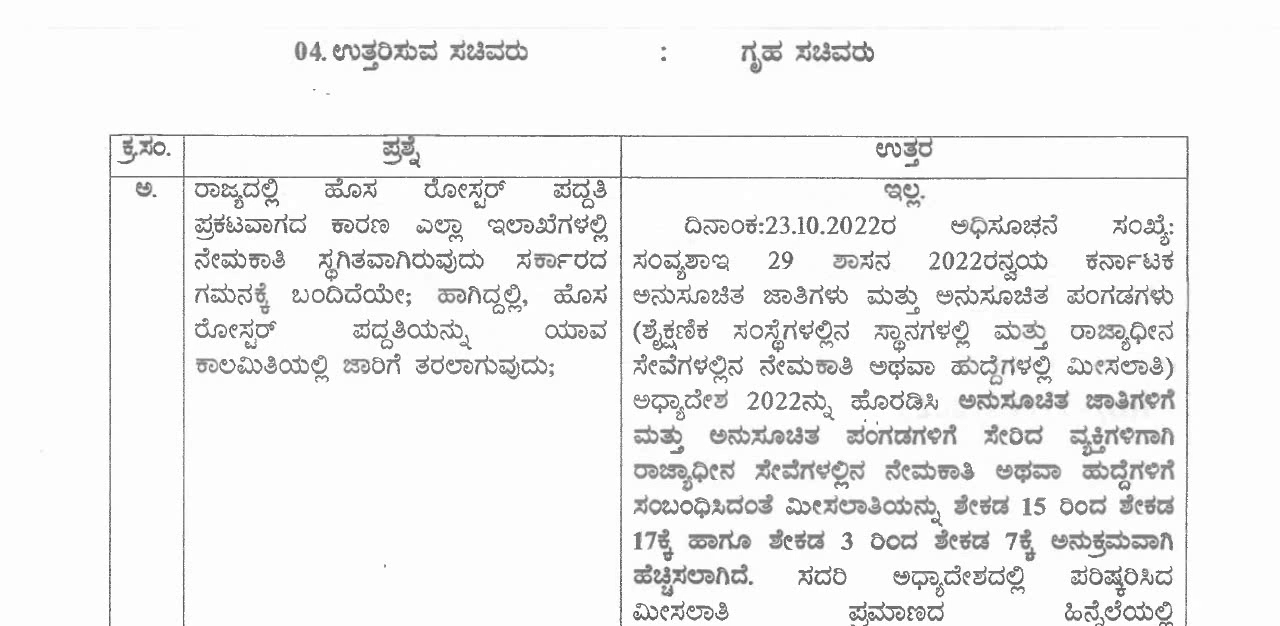 04. ಉತ್ತರಿಸುವ ಸಚಿವರು : ಗೃಹ ಸಚಿವರು
ಕ್ರ.ಸಂ. ಪ್ರಶ್ನೆ ಉತ್ತರ
ಅ. ರಾಜ್ಯದಲ್ಲಿ ಹೊಸ ರೋಸ್ಟರ್ ಪದ್ದತಿ
ಪ್ರಕಟವಾಗದ ಕಾರಣ ಎಲ್ಲಾ ಇಲಾಖೆಗಳಲ್ಲಿ
ನೇಮಕಾತಿ ಸ್ಥಗಿತವಾಗಿರುವುದು ಸರ್ಕಾರದ
ಗಮನಕ್ಕೆ ಬಂದಿದೆಯೇ; ಹಾಗಿದ್ದಲ್ಲಿ, ಹೊಸ
ರೋಸ್ಟರ್ ಪದ್ದತಿಯನ್ನು ಯಾವ
ಕಾಲಮಿತಿಯಲ್ಲಿ ಜಾರಿಗೆ ತರಲಾಗುವುದು;
ಇಲ್ಲ.
ದಿನಾಂಕ:23.10.2022ರ ಅಧಿಸೂಚನೆ ಸಂಖ್ಯೆ:
ಸಂವ್ಯಶಾಇ 29 ಶಾಸನ 2022ರನ್ವಯ ಕರ್ನಾಟಕ
ಅನುಸೂಚಿತ ಜಾತಿಗಳು ಮತ್ತು ಅನುಸೂಚಿತ ಪಂಗಡಗಳು
(ಶೈಕ್ಷಣಿಕ ಸಂಸ್ಥೆಗಳಲ್ಲಿನ ಸ್ಥಾನಗಳಲ್ಲಿ ಮತ್ತು ರಾಜ್ಯಾಧೀನ
ಸೇವೆಗಳಲ್ಲಿನ ನೇಮಕಾತಿ ಅಥವಾ ಹುದ್ದೆಗಳಲ್ಲಿ ಮೀಸಲಾತಿ)
ಅಧ್ಯಾದೇಶ 2022ನ್ನು ಹೊರಡಿಸಿ ಅನುಸೂಚಿತ ಜಾತಿಗಳಿಗೆ
ಮತ್ತು ಅನುಸೂಚಿತ ಪಂಗಡಗಳಿಗೆ ಸೇರಿದ ವ್ಯಕ್ತಿಗಳಿಗಾಗಿ
ರಾಜ್ಯಾಧೀನ ಸೇವೆಗಳಲ್ಲಿನ ನೇಮಕಾತಿ ಅಥವಾ ಹುದ್ದೆಗಳಿಗೆ
ಸಂಬಂಧಿಸಿದಂತೆ ಮೀಸಲಾತಿಯನ್ನು ಶೇಕಡ 15 ರಿಂದ ಶೇಕಡ
17ಕ್ಕೆ ಹಾಗೂ ಶೇಕಡ 3 ರಿಂದ ಶೇಕಡ 7ಕ್ಕೆ ಅನುಕ್ರಮವಾಗಿ
ಹೆಚ್ಚಿಸಲಾಗಿದೆ. ಸದರಿ ಅಧ್ಯಾದೇಶದಲ್ಲಿ ಪರಿಷ್ಕರಿಸಿದ
ಮೀಸಲಾತಿ ಪ್ರಮಾಣದ ಹಿನ್ನೆಲೆಯಲ್ಲಿ